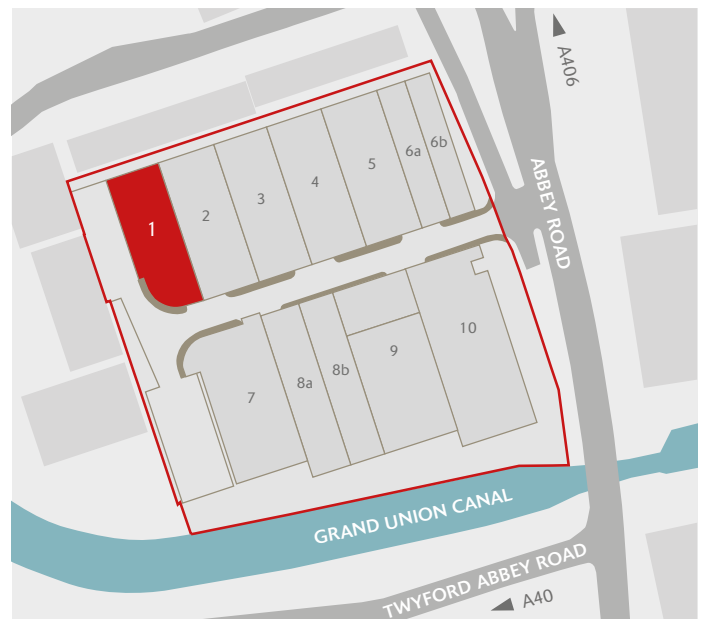 A406
ABBEY ROAD
1
2
3
4
5
6a
6b
7
8a
8b
9
10
GRAND UNION CANAL
TWYFORD ABBEY ROAD
A40